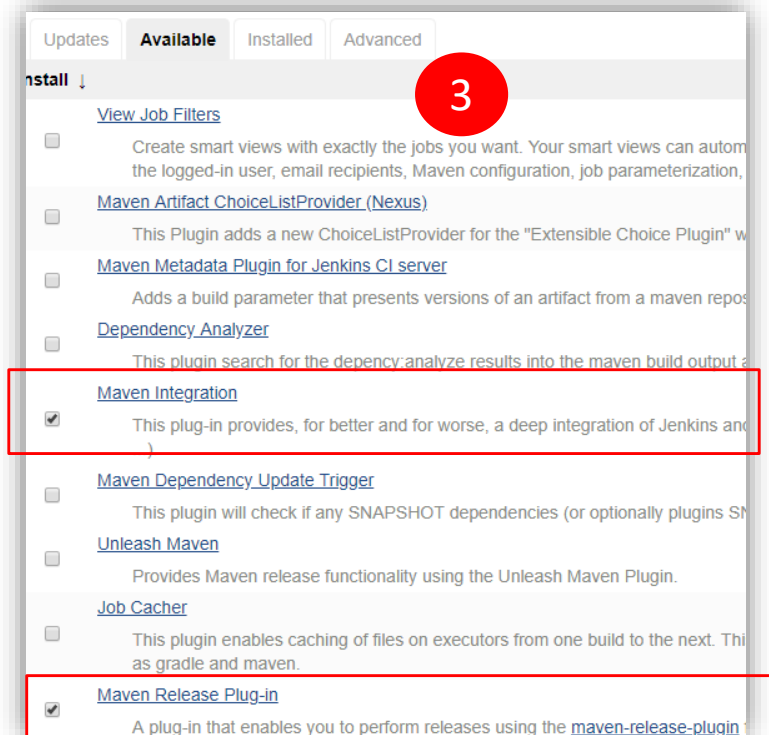 Updates Available Installed Advanced
nstall ↓
3
View Job Filters
Create smart views with exactly the jobs you want. Your smart views can autom
the logged-in user, email recipients, Maven configuration, job parameterization,
Maven Artifact ChoiceListProvider (Nexus)
This Plugin adds a new ChoiceListProvider for the "Extensible Choice Plugin" w
Maven Metadata Plugin for Jenkins CI server
Adds a build parameter that presents versions of an artifact from a maven repos
Dependency Analyzer
This plugin search for the depency:analyze results into the maven build output a
Maven Integration
This plug-in provides, for better and for worse, a deep integration of Jenkins and
)
Maven Dependency Update Trigger
This plugin will check if any SNAPSHOT dependencies (or optionally plugins SN
Unleash Maven
Provides Maven release functionality using the Unleash Maven Plugin.
Job Cacher
This plugin enables caching of files on executors from one build to the next. Thi
as gradle and maven.
Maven Release Plug-in
A plug-in that enables you to perform releases using the maven-release-plugin